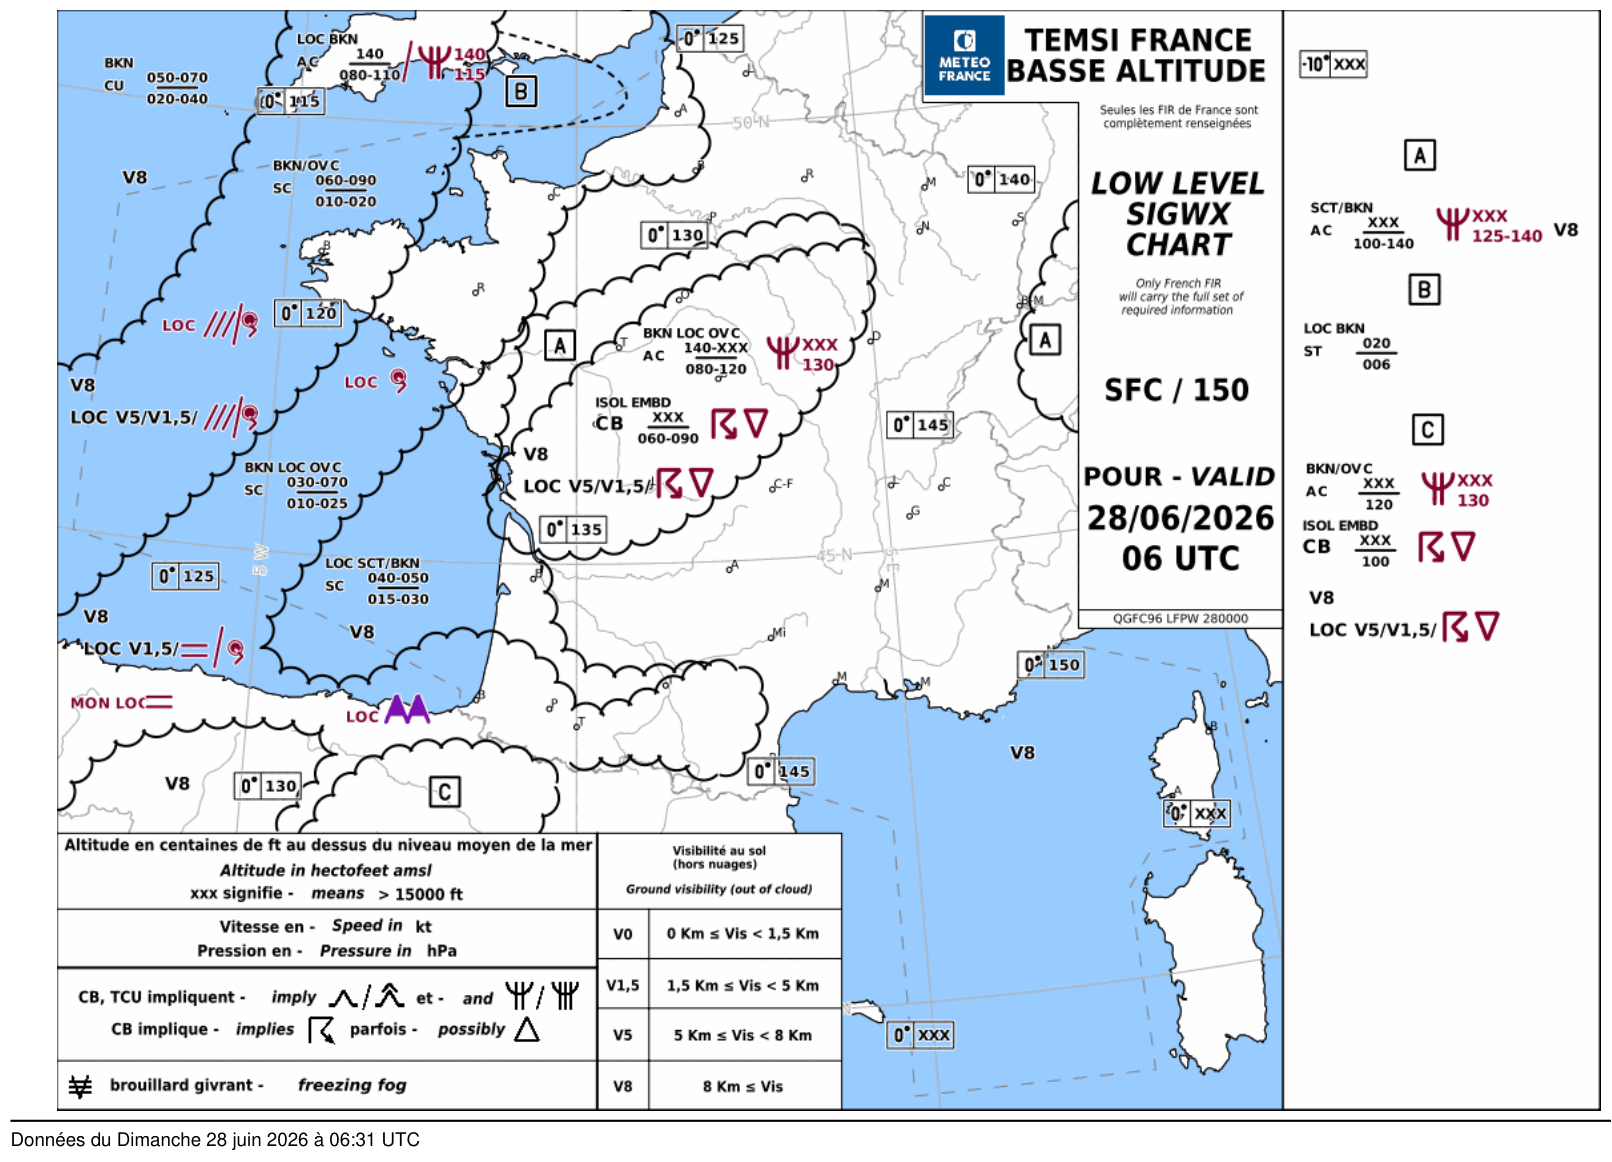 METEO
FRANCE
TEMSI FRANCE
BASSE ALTITUDE
Seules les FIR de France sont
complètement renseignées
LOW LEVEL
SIGWX
CHART
Only French FIR
will carry the full set of
required information
SFC / 150
POUR - VALID
28/06/2026
06 UTC
QGFC96 LFPW 280000
BKN
CU
050-070
020-040
LOC BKN
AC
140
080-110
140
115
B
0° 115
0° 125
50°N
V8
BKN/OVC
SC
060-090
010-020
0° 140
0° 130
LOC
0° 120
LOC
V8
LOC V5/V1,5/
A
BKN LOC OVC
AC
140-XXX
080-120
XXX
130
A
ISOL EMBD
CB
XXX
060-090
0° 145
V8
LOC V5/V1,5/
BKN LOC OVC
SC
030-070
010-025
0° 135
45°N
5°W
5°E
0° 125
LOC SCT/BKN
SC
040-050
015-030
V8
V8
LOC V1,5/
MON LOC
LOC
0° 150
V8
V8
0° 130
C
0° 145
0° XXX
0° XXX
L
A
C
C
R
R
M
S
N
P
B
R
O
T
D
B-M
N
C-F
L
C
G
B
A
M
Mi
B
P
T
M
M
N
P
B
A
-10° XXX
A
SCT/BKN
AC
XXX
100-140
XXX
125-140
V8
B
LOC BKN
ST
020
006
C
BKN/OVC
AC
XXX
120
XXX
130
ISOL EMBD
CB
XXX
100
V8
LOC V5/V1,5/
Altitude en centaines de ft au dessus du niveau moyen de la mer
Altitude in hectofeet amsl
xxx signifie - means > 15000 ft
Vitesse en - Speed in kt
Pression en - Pressure in hPa
CB, TCU impliquent - imply / et - and /
CB implique - implies parfois - possibly
brouillard givrant - freezing fog
Visibilité au sol
(hors nuages)
Ground visibility (out of cloud)
V0 0 Km ≤ Vis < 1,5 Km
V1,5 1,5 Km ≤ Vis < 5 Km
V5 5 Km ≤ Vis < 8 Km
V8 8 Km ≤ Vis
Données du Dimanche 28 juin 2026 à 06:31 UTC